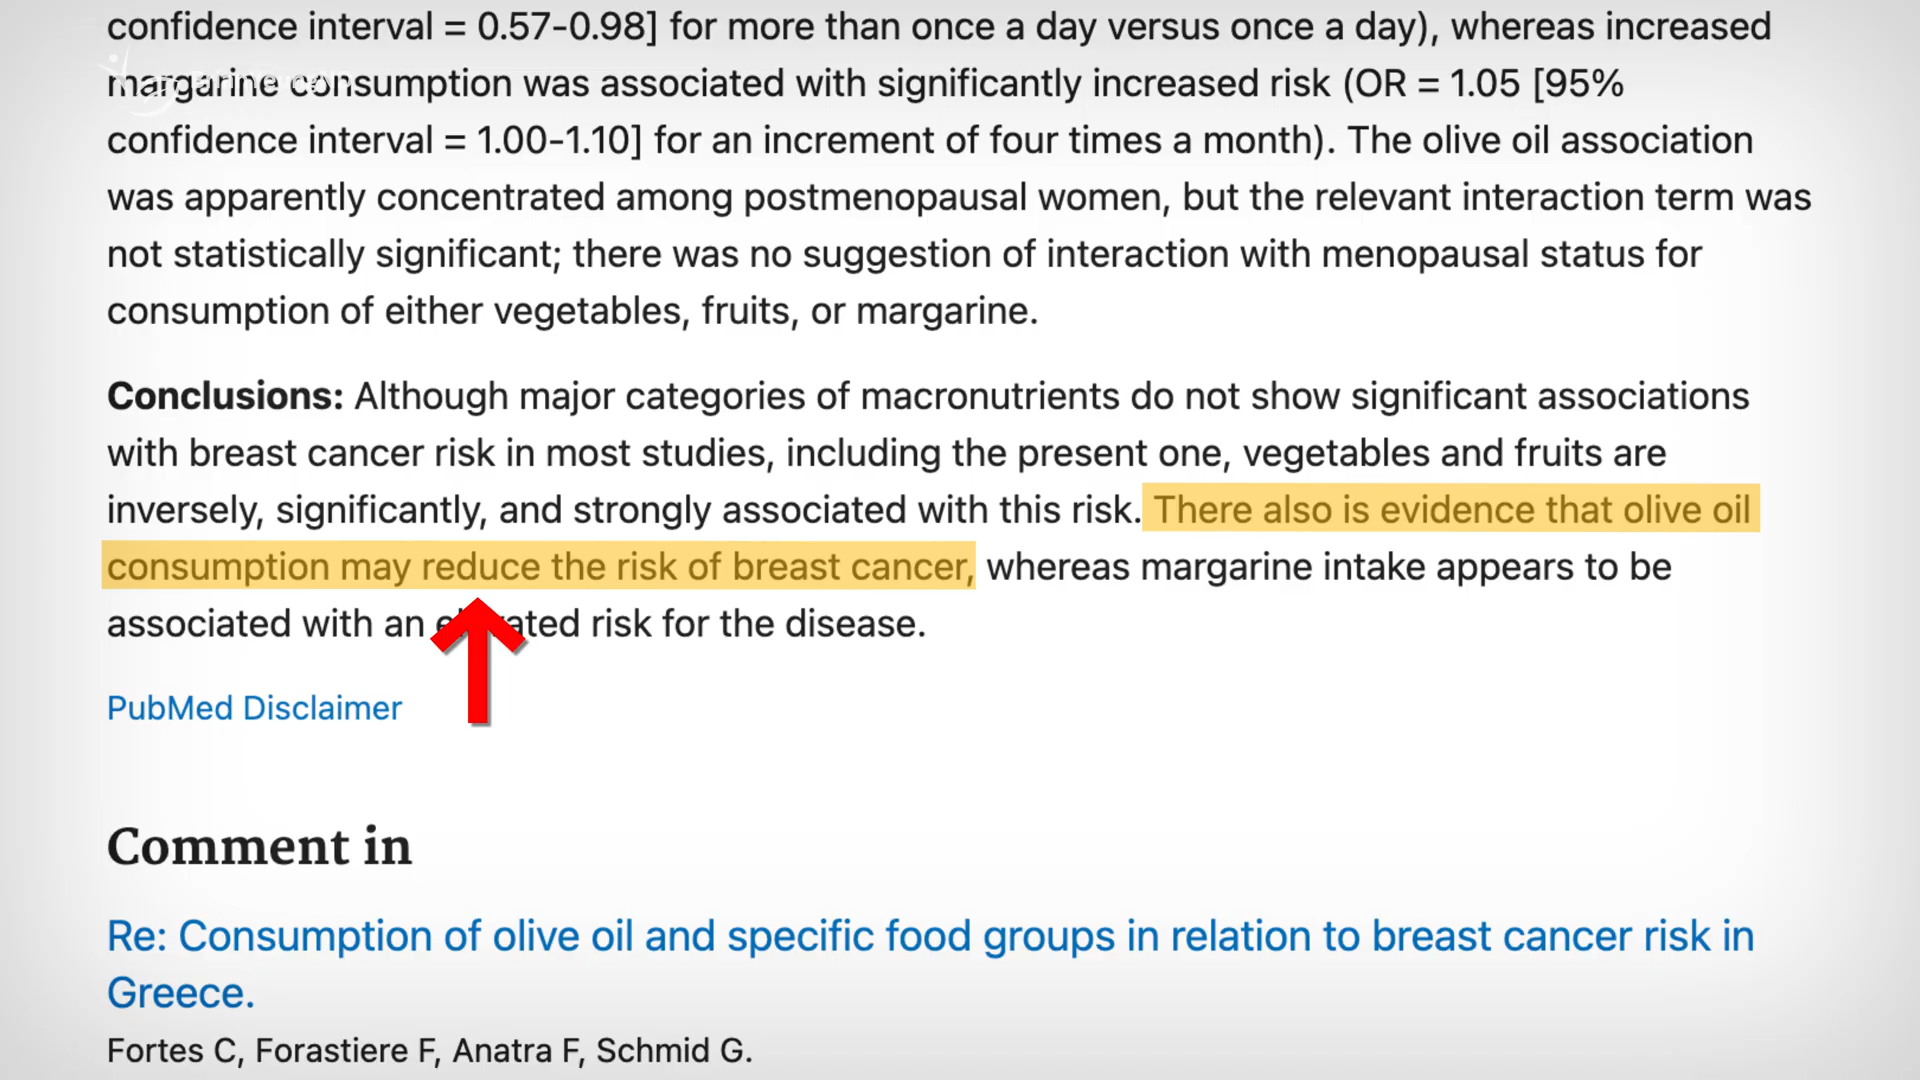 confidence interval = 0.57-0.98] for more than once a day versus once a day), whereas increased
margarine consumption was associated with significantly increased risk (OR = 1.05 [95%
confidence interval = 1.00-1.10] for an increment of four times a month). The olive oil association
was apparently concentrated among postmenopausal women, but the relevant interaction term was
not statistically significant; there was no suggestion of interaction with menopausal status for
consumption of either vegetables, fruits, or margarine.
Conclusions: Although major categories of macronutrients do not show significant associations
with breast cancer risk in most studies, including the present one, vegetables and fruits are
inversely, significantly, and strongly associated with this risk. There also is evidence that olive oil
consumption may reduce the risk of breast cancer, whereas margarine intake appears to be
associated with an elevated risk for the disease.
PubMed Disclaimer
Comment in
Re: Consumption of olive oil and specific food groups in relation to breast cancer risk in
Greece.
Fortes C, Forastiere F, Anatra F, Schmid G.